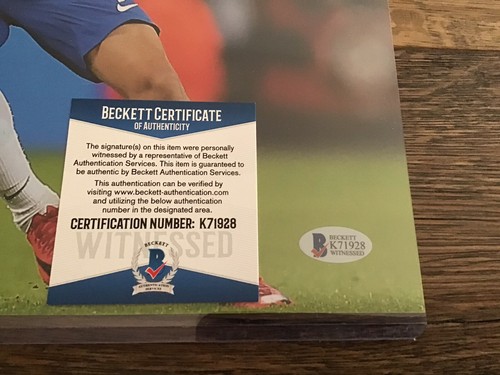 BECKETT CERTIFICATE
OF AUTHENTICITY
The signature(s) on this item were personally
witnessed by a representative of Beckett
Authentication Services. This item is guaranteed
to be authentic by Beckett Authentication Services.
This authentication can be verified by
visiting www.beckett-authentication.com
and utilizing the below authentication
number in the designated area.
CERTIFICATION NUMBER: K71928
WITNESSED
BECKETT
B
AUTHENTICATION
SERVICES
BECKETT
B K71928
WITNESSED